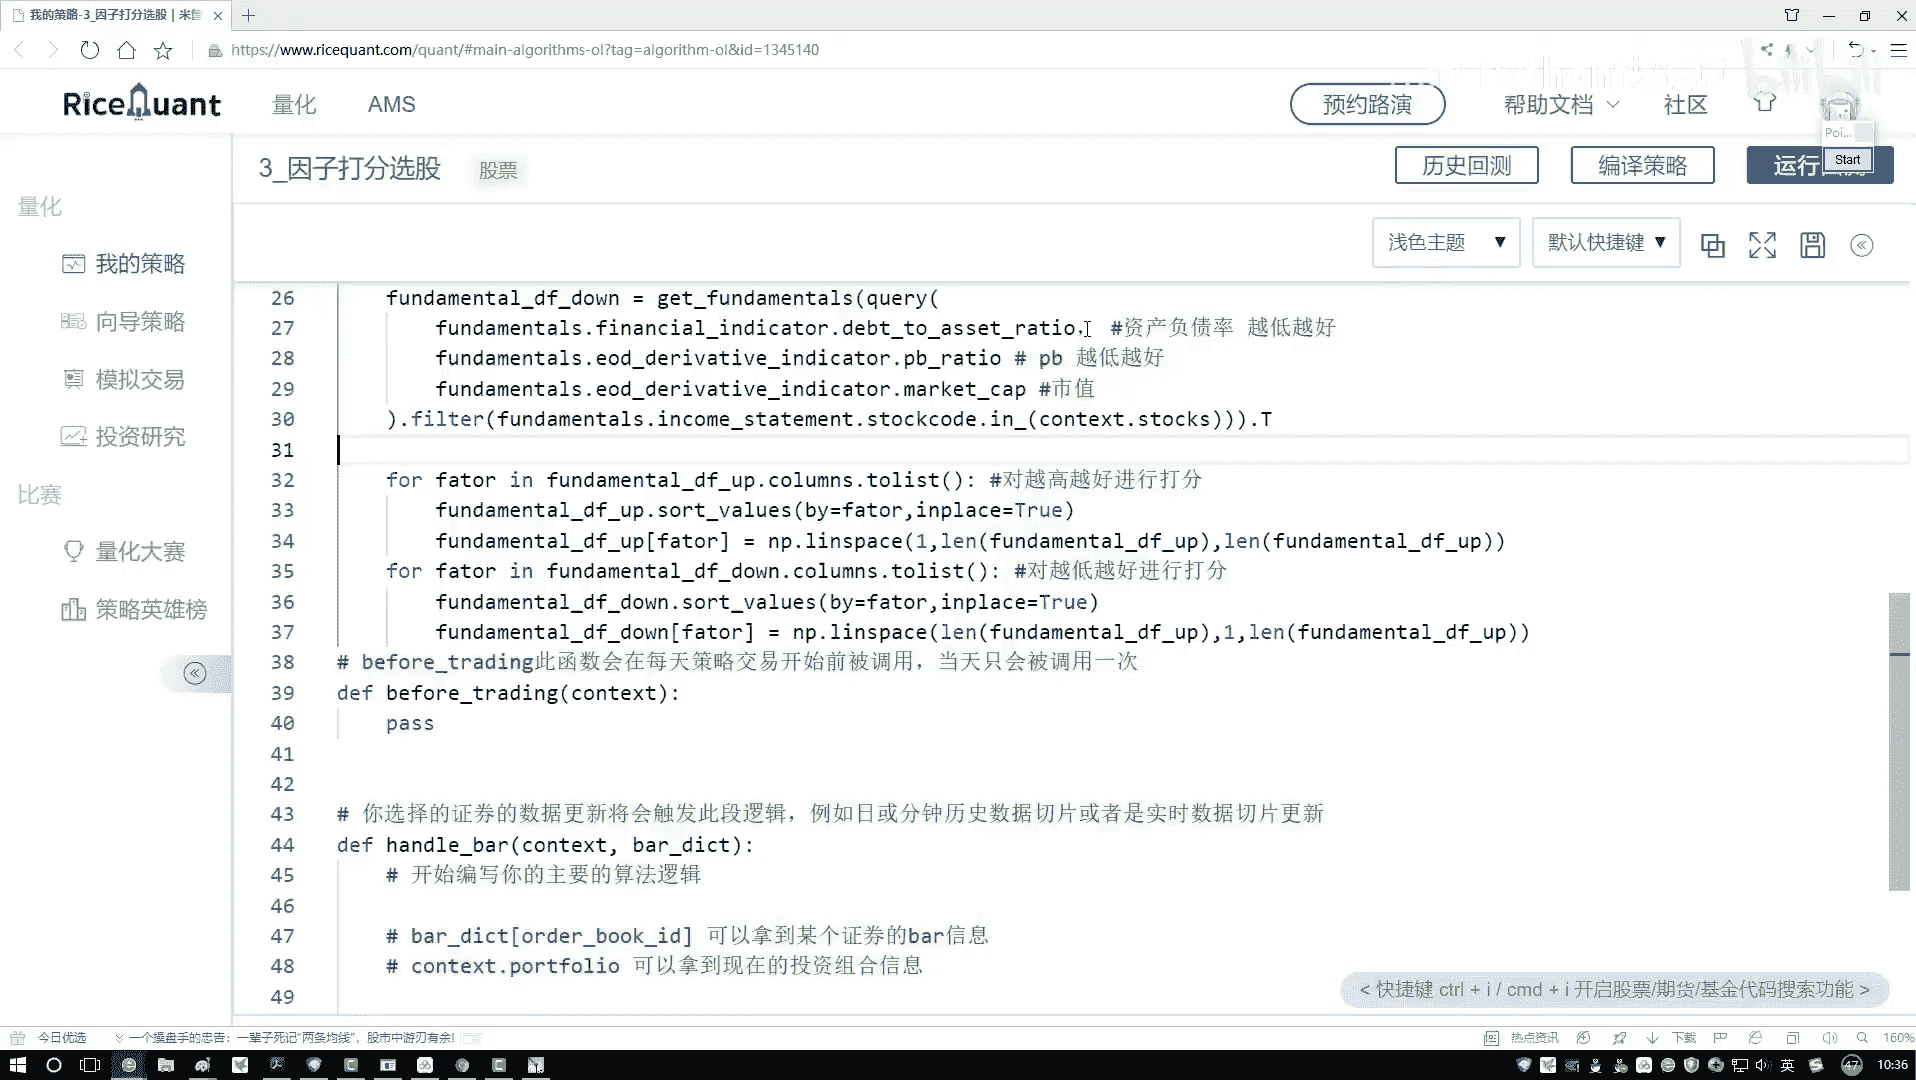 我的策略-3_因子打分选股 | 米筐
https://www.ricequant.com/quant/#main-algorithms-ol?tag=algorithm-ol&id=1345140
RiceQuant
量化
AMS
预约路演
帮助文档
社区
Poi...
Start
3_因子打分选股
股票
历史回测
编译策略
运行
量化
我的策略
向导策略
模拟交易
投资研究
比赛
量化大赛
策略英雄榜
浅色主题
默认快捷键
26 fundamental_df_down = get_fundamentals(query(
27 fundamentals.financial_indicator.debt_to_asset_ratio, #资产负债率 越低越好
28 fundamentals.eod_derivative_indicator.pb_ratio # pb 越低越好
29 fundamentals.eod_derivative_indicator.market_cap #市值
30 ).filter(fundamentals.income_statement.stockcode.in_(context.stocks))).T
31
32 for fator in fundamental_df_up.columns.tolist(): #对越高越好进行打分
33 fundamental_df_up.sort_values(by=fator,inplace=True)
34 fundamental_df_up[fator] = np.linspace(1,len(fundamental_df_up),len(fundamental_df_up))
35 for fator in fundamental_df_down.columns.tolist(): #对越低越好进行打分
36 fundamental_df_down.sort_values(by=fator,inplace=True)
37 fundamental_df_down[fator] = np.linspace(len(fundamental_df_up),1,len(fundamental_df_up))
38 # before_trading此函数会在每天策略交易开始前被调用，当天只会被调用一次
39 def before_trading(context):
40 pass
41
42
43 # 你选择的证券的数据更新将会触发此段逻辑，例如日或分钟历史数据切片或者是实时数据切片更新
44 def handle_bar(context, bar_dict):
45 # 开始编写你的主要的算法逻辑
46
47 # bar_dict[order_book_id] 可以拿到某个证券的bar信息
48 # context.portfolio 可以拿到现在的投资组合信息
49
< 快捷键 ctrl + i / cmd + i 开启股票/期货/基金代码搜索功能 >
今日优选
一个操盘手的忠告：一辈子死记“两条均线”，股市中游刃有余!
热点资讯
下载
160%
英
47
10:36